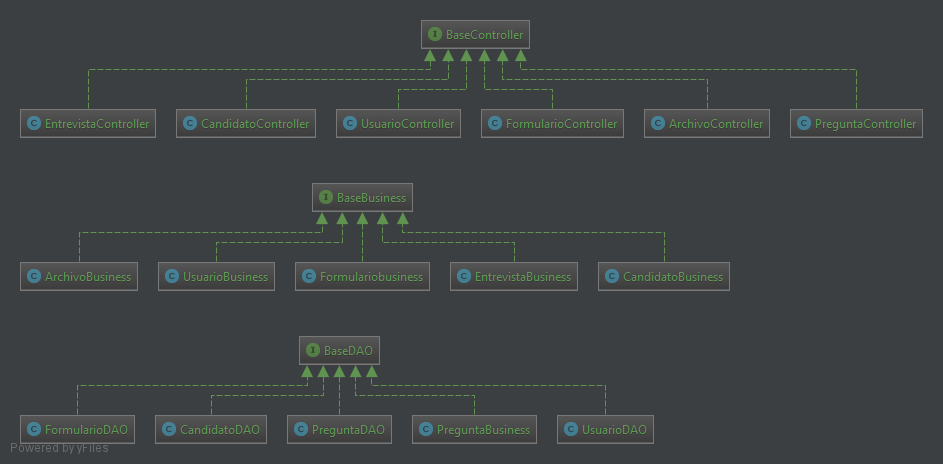 I BaseController
C EntrevistaController C CandidatoController C UsuarioController C FormularioController C ArchivoController C PreguntaController
I BaseBusiness
C ArchivoBusiness C UsuarioBusiness C Formulariobusiness C EntrevistaBusiness C CandidatoBusiness
I BaseDAO
C FormularioDAO C CandidatoDAO C PreguntaDAO C PreguntaBusiness C UsuarioDAO
Powered by yFiles